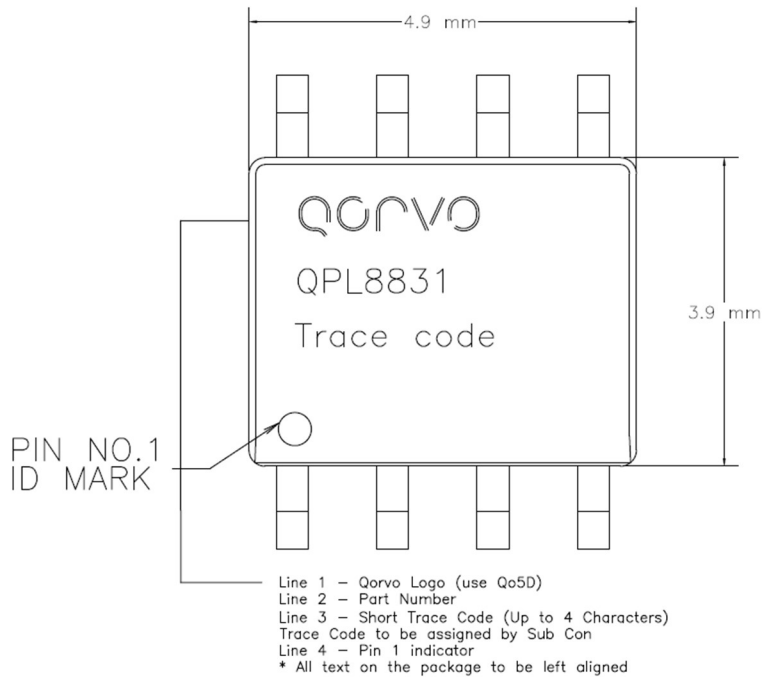 4.9 mm
QORVO
QPL8831
Trace code
3.9 mm
PIN NO.1
ID MARK
Line 1 - Qorvo Logo (use Qo5D)
Line 2 - Part Number
Line 3 - Short Trace Code (Up to 4 Characters)
Trace Code to be assigned by Sub Con
Line 4 - Pin 1 indicator
* All text on the package to be left aligned